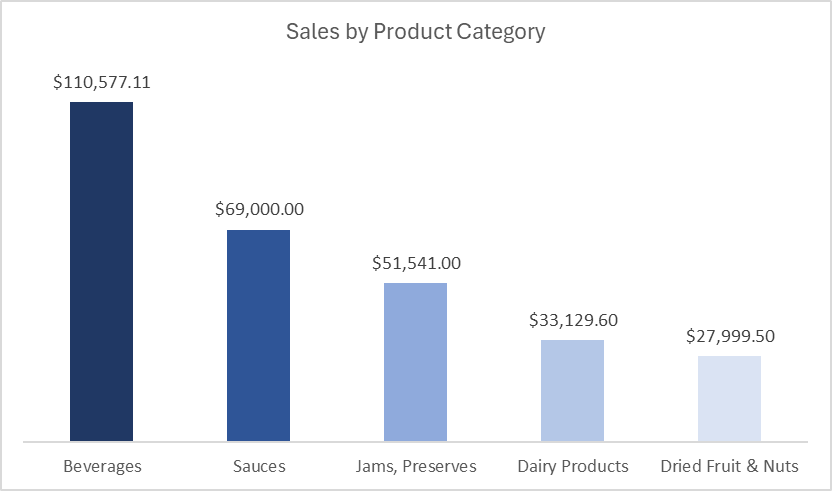 Sales by Product Category
$110,577.11
$69,000.00
$51,541.00
$33,129.60
$27,999.50
Beverages
Sauces
Jams, Preserves
Dairy Products
Dried Fruit & Nuts